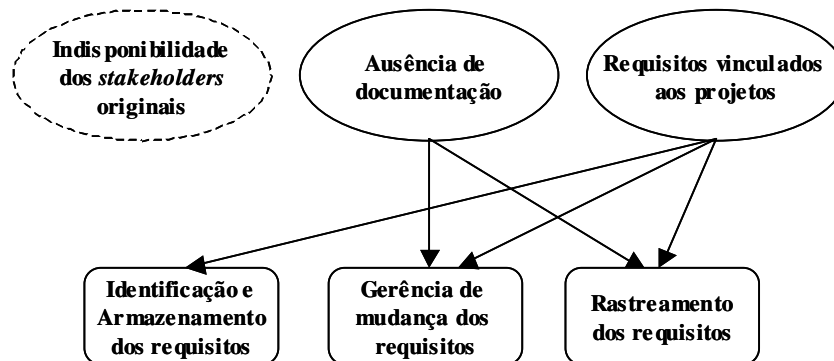 Indisponibilidade
dos stakeholders
originais
Ausência de
documentação
Requisitos vinculados
aos projetos
Identificação e
Armazenamento
dos requisitos
Gerência de
mudança dos
requisitos
Rastreamento
dos requisitos